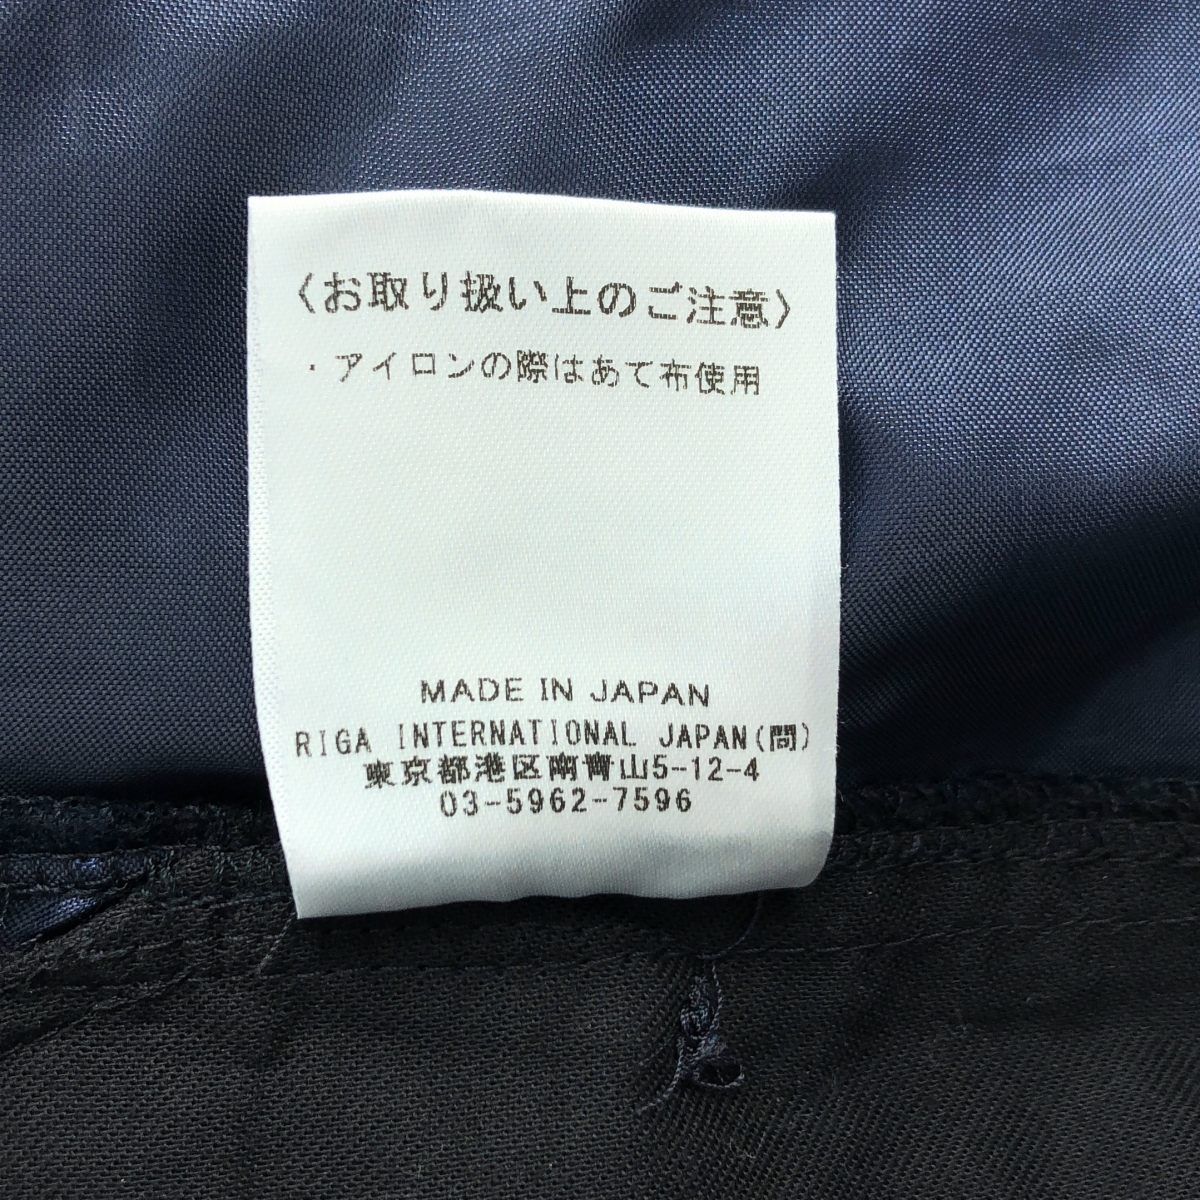 〈お取り扱い上のご注意〉
・アイロンの際はあて布使用
MADE IN JAPAN
RIGA INTERNATIONAL JAPAN(問)
東京都港区南青山5-12-4
03-5962-7596